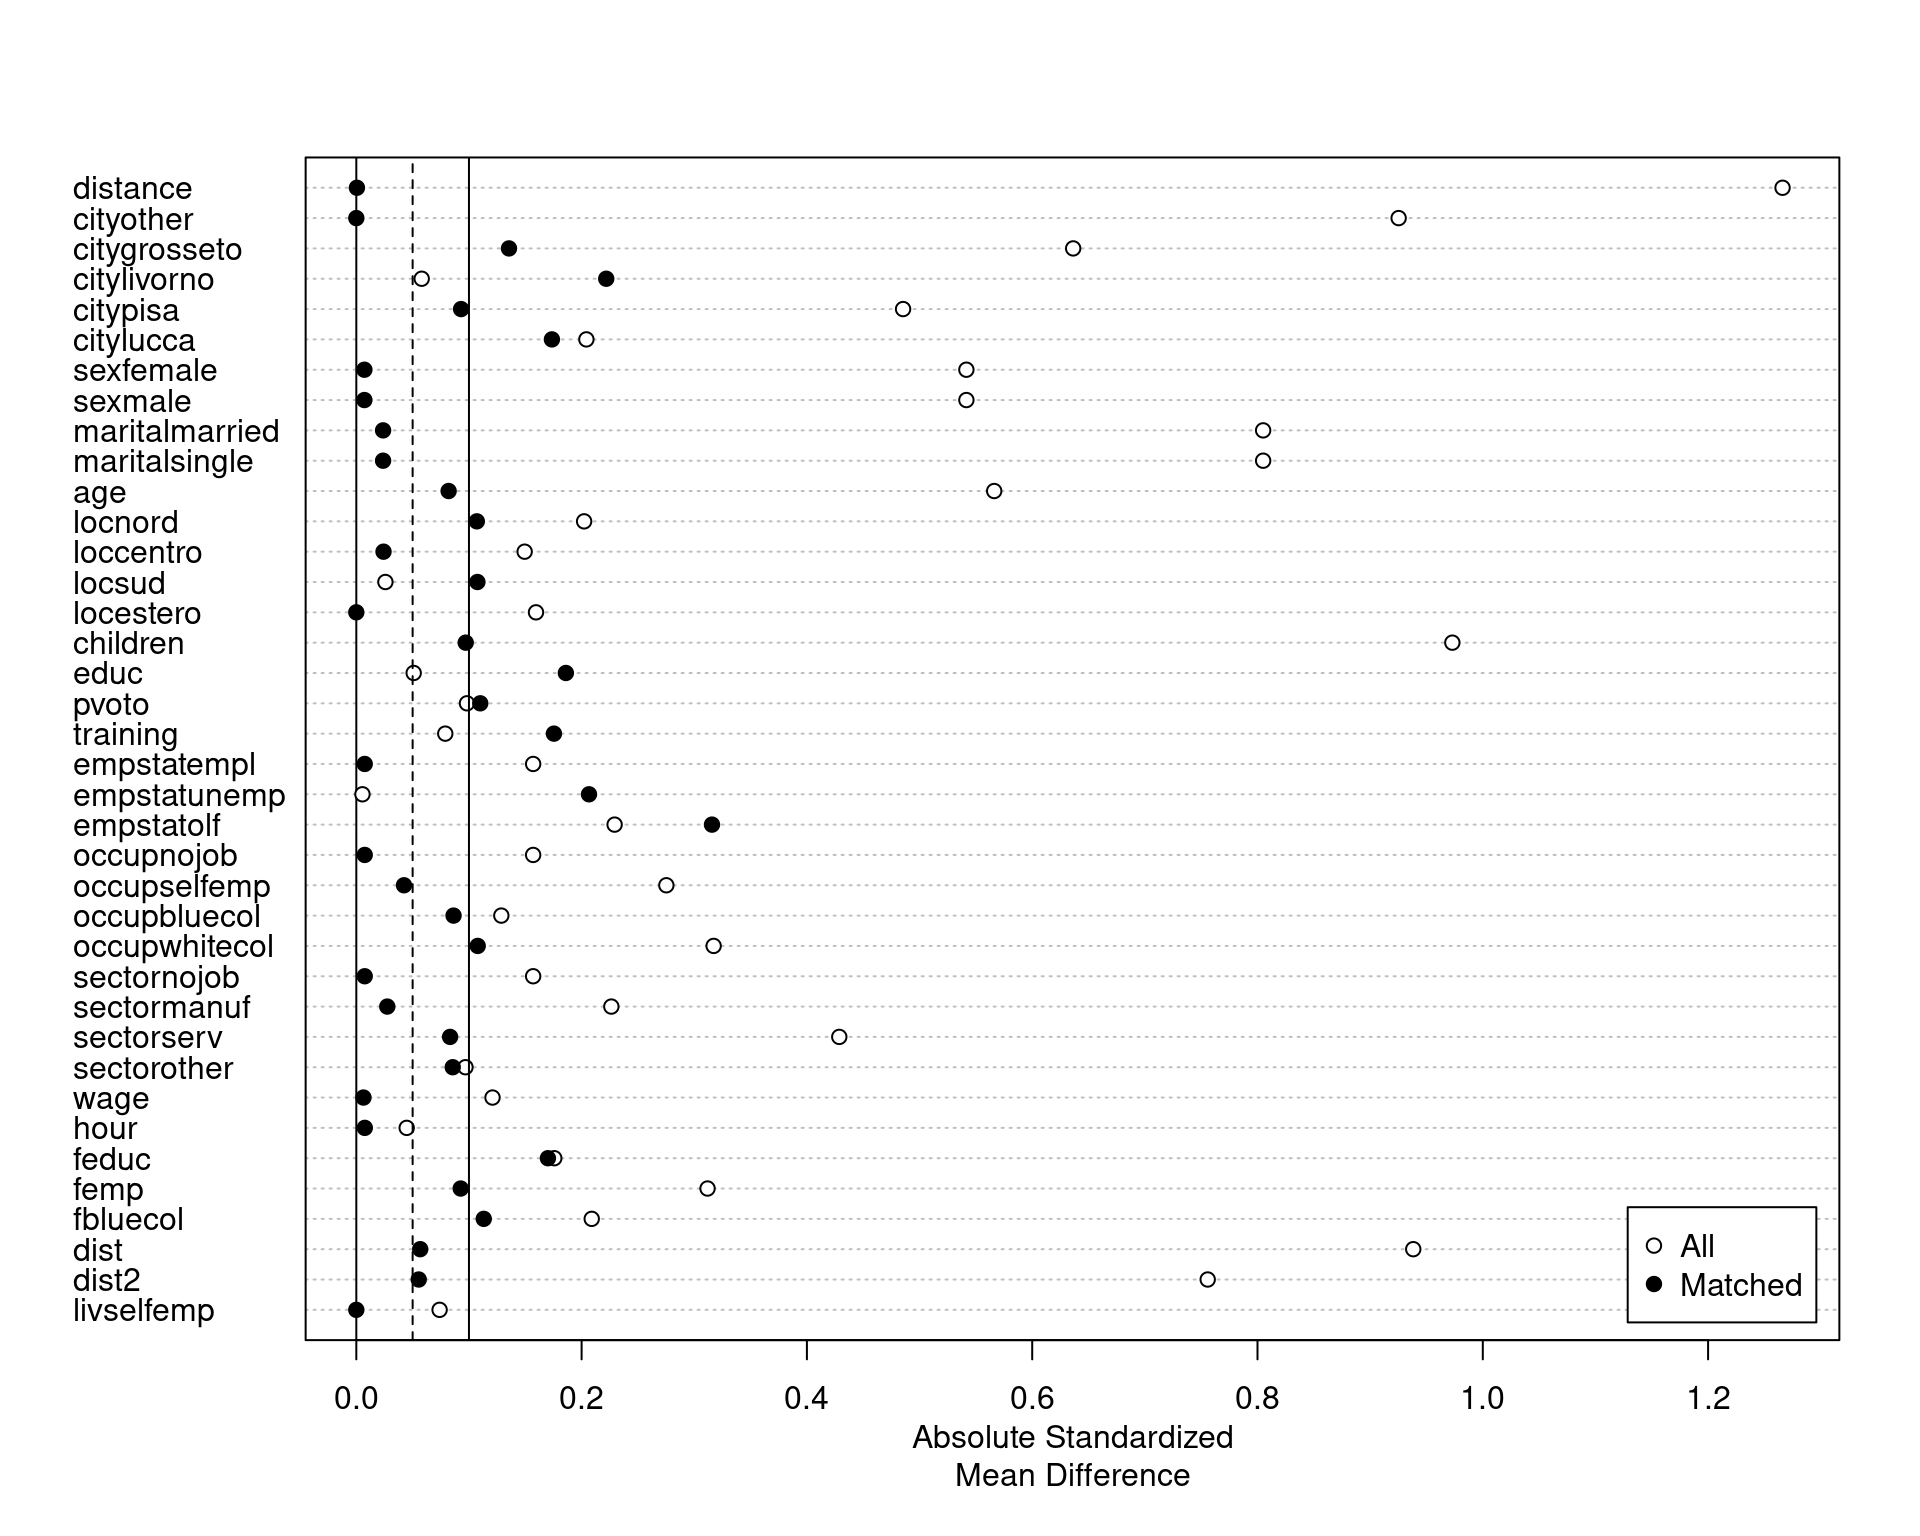 distance
cityother
citygrosseto
citylivorno
citypisa
citylucca
sexfemale
sexmale
maritalmarried
maritalsingle
age
locnord
loccentro
locsud
locestero
children
educ
pvoto
training
empstatempl
empstatunemp
empstatolf
occupnojob
occupselfemp
occupbluecol
occupwhitecol
sectornojob
sectormanuf
sectorserv
sectorother
wage
hour
feduc
femp
fbluecol
dist
dist2
livselfemp
All
Matched
0.0 0.2 0.4 0.6 0.8 1.0 1.2
Absolute Standardized
Mean Difference